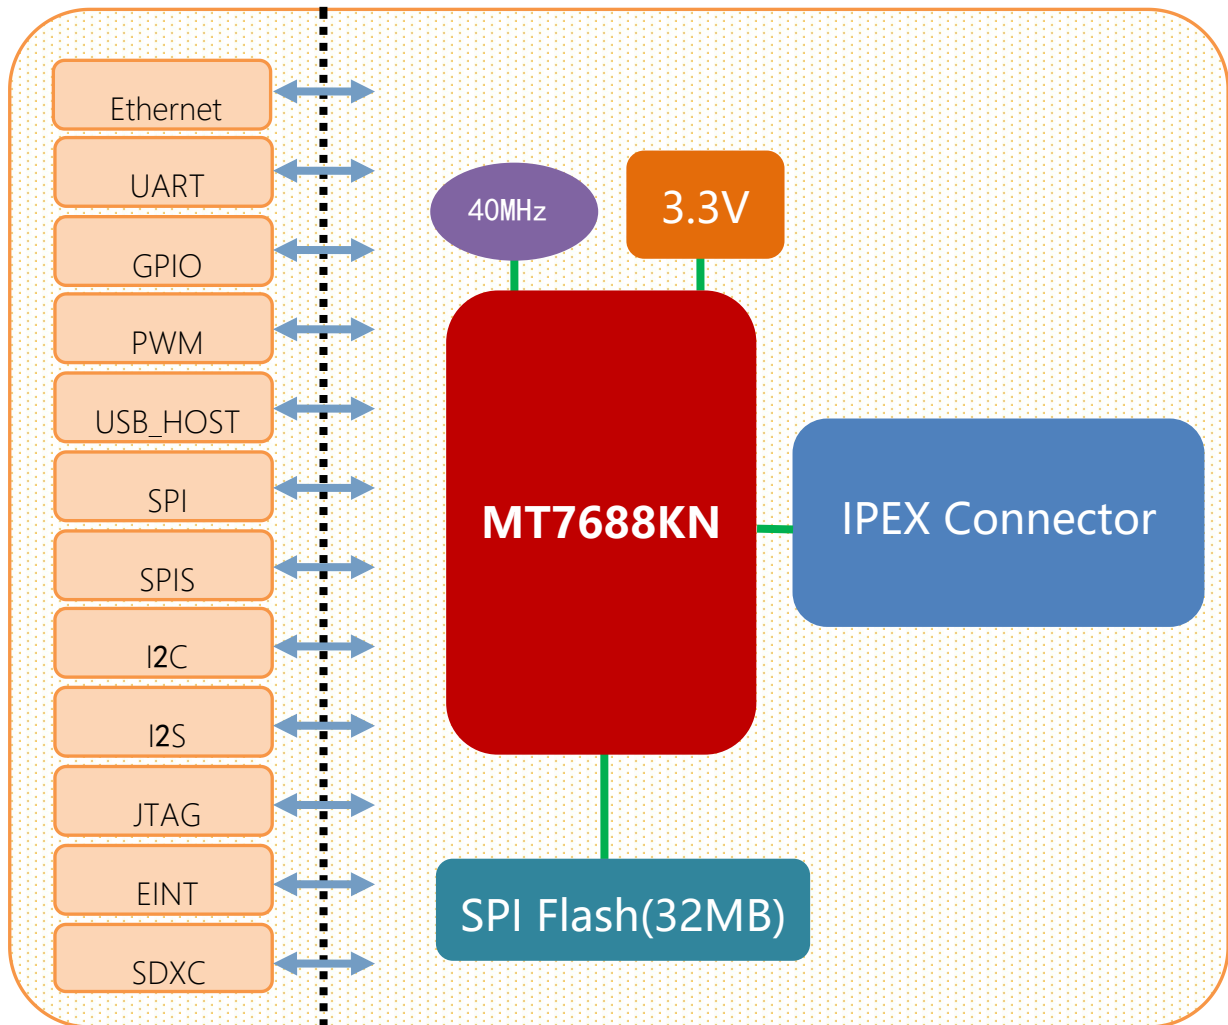 Ethernet
UART
GPIO
PWM
USB_HOST
SPI
SPIS
I2C
I2S
JTAG
EINT
SDXC
40MHz
3.3V
MT7688KN
IPEX Connector
SPI Flash(32MB)